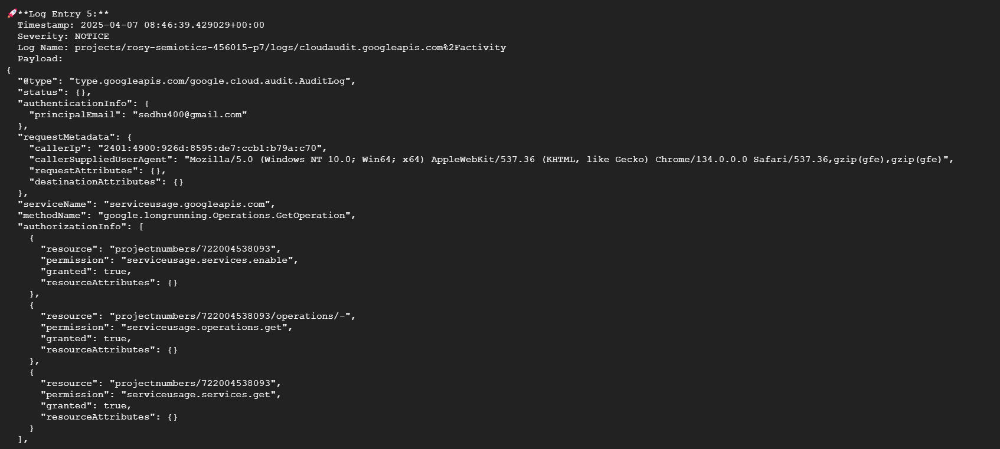 🚀**Log Entry 5:**
Timestamp: 2025-04-07 08:46:39.429029+00:00
Severity: NOTICE
Log Name: projects/rosy-semiotics-456015-p7/logs/cloudaudit.googleapis.com%2Factivity
Payload:
{
"@type": "type.googleapis.com/google.cloud.audit.AuditLog",
"status": {},
"authenticationInfo": {
"principalEmail": "sedhu400@gmail.com"
},
"requestMetadata": {
"callerIp": "2401:4900:926d:8595:de7:ccb1:b79a:c70",
"callerSuppliedUserAgent": "Mozilla/5.0 (Windows NT 10.0; Win64; x64) AppleWebKit/537.36 (KHTML, like Gecko) Chrome/134.0.0.0 Safari/537.36,gzip(gfe),gzip(gfe)",
"requestAttributes": {},
"destinationAttributes": {}
},
"serviceName": "serviceusage.googleapis.com",
"methodName": "google.longrunning.Operations.GetOperation",
"authorizationInfo": [
{
"resource": "projectnumbers/722004538093",
"permission": "serviceusage.services.enable",
"granted": true,
"resourceAttributes": {}
},
{
"resource": "projectnumbers/722004538093/operations/-",
"permission": "serviceusage.operations.get",
"granted": true,
"resourceAttributes": {}
},
{
"resource": "projectnumbers/722004538093",
"permission": "serviceusage.services.get",
"granted": true,
"resourceAttributes": {}
}
],